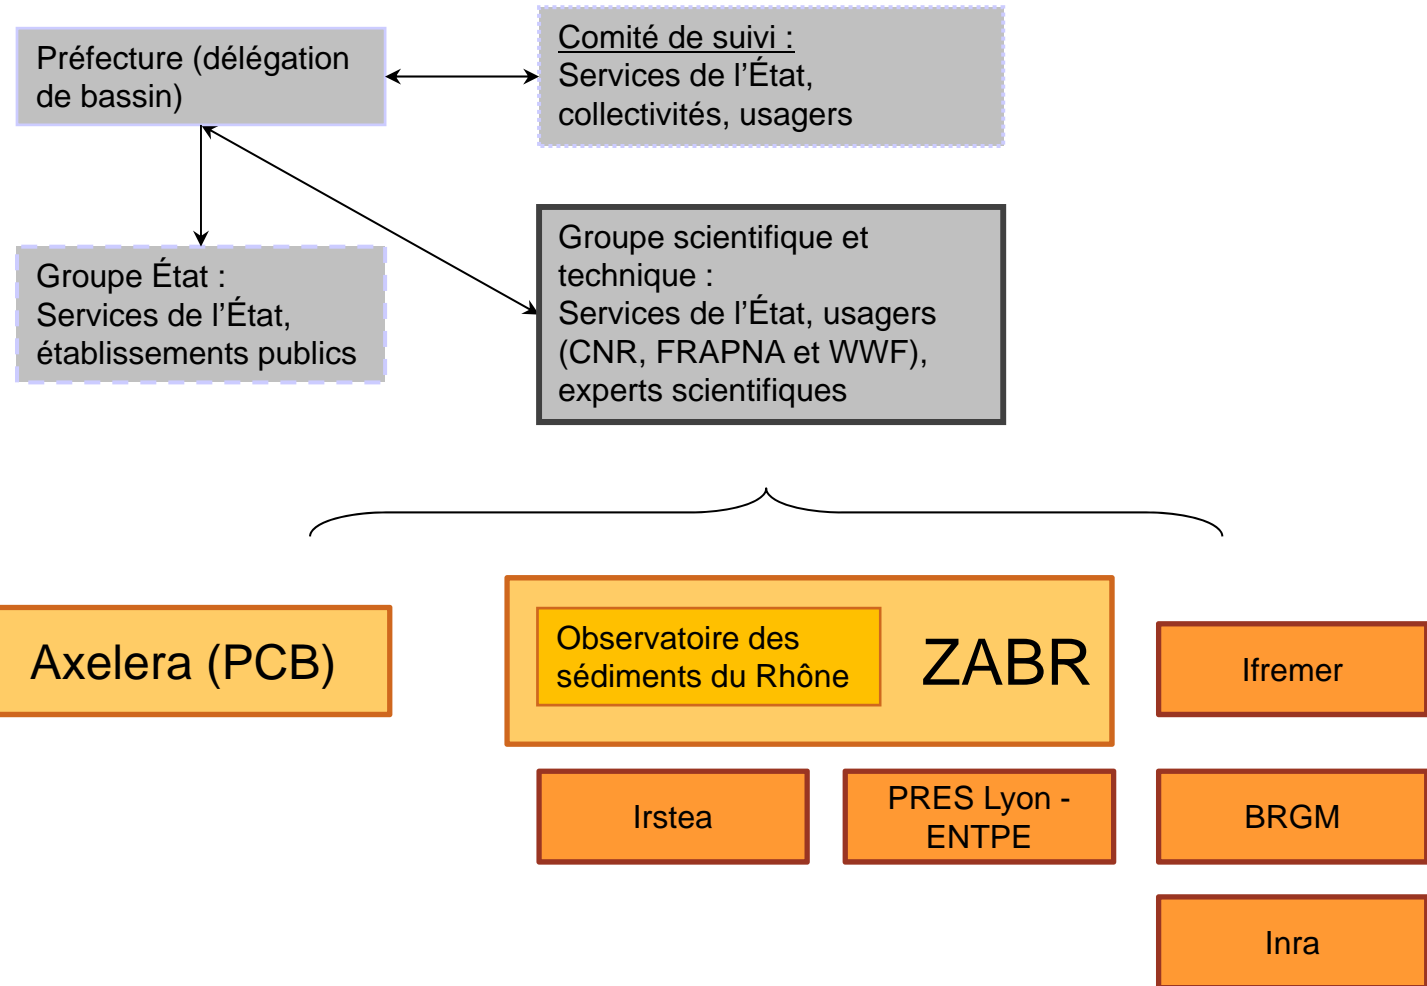 Préfecture (délégation
de bassin)
Comité de suivi :
Services de l’État,
collectivités, usagers
Groupe État :
Services de l’État,
établissements publics
Groupe scientifique et
technique :
Services de l’État, usagers
(CNR, FRAPNA et WWF),
experts scientifiques
Axelera (PCB)
Observatoire des
sédiments du Rhône
ZABR
Ifremer
Irstea
PRES Lyon -
ENTPE
BRGM
Inra